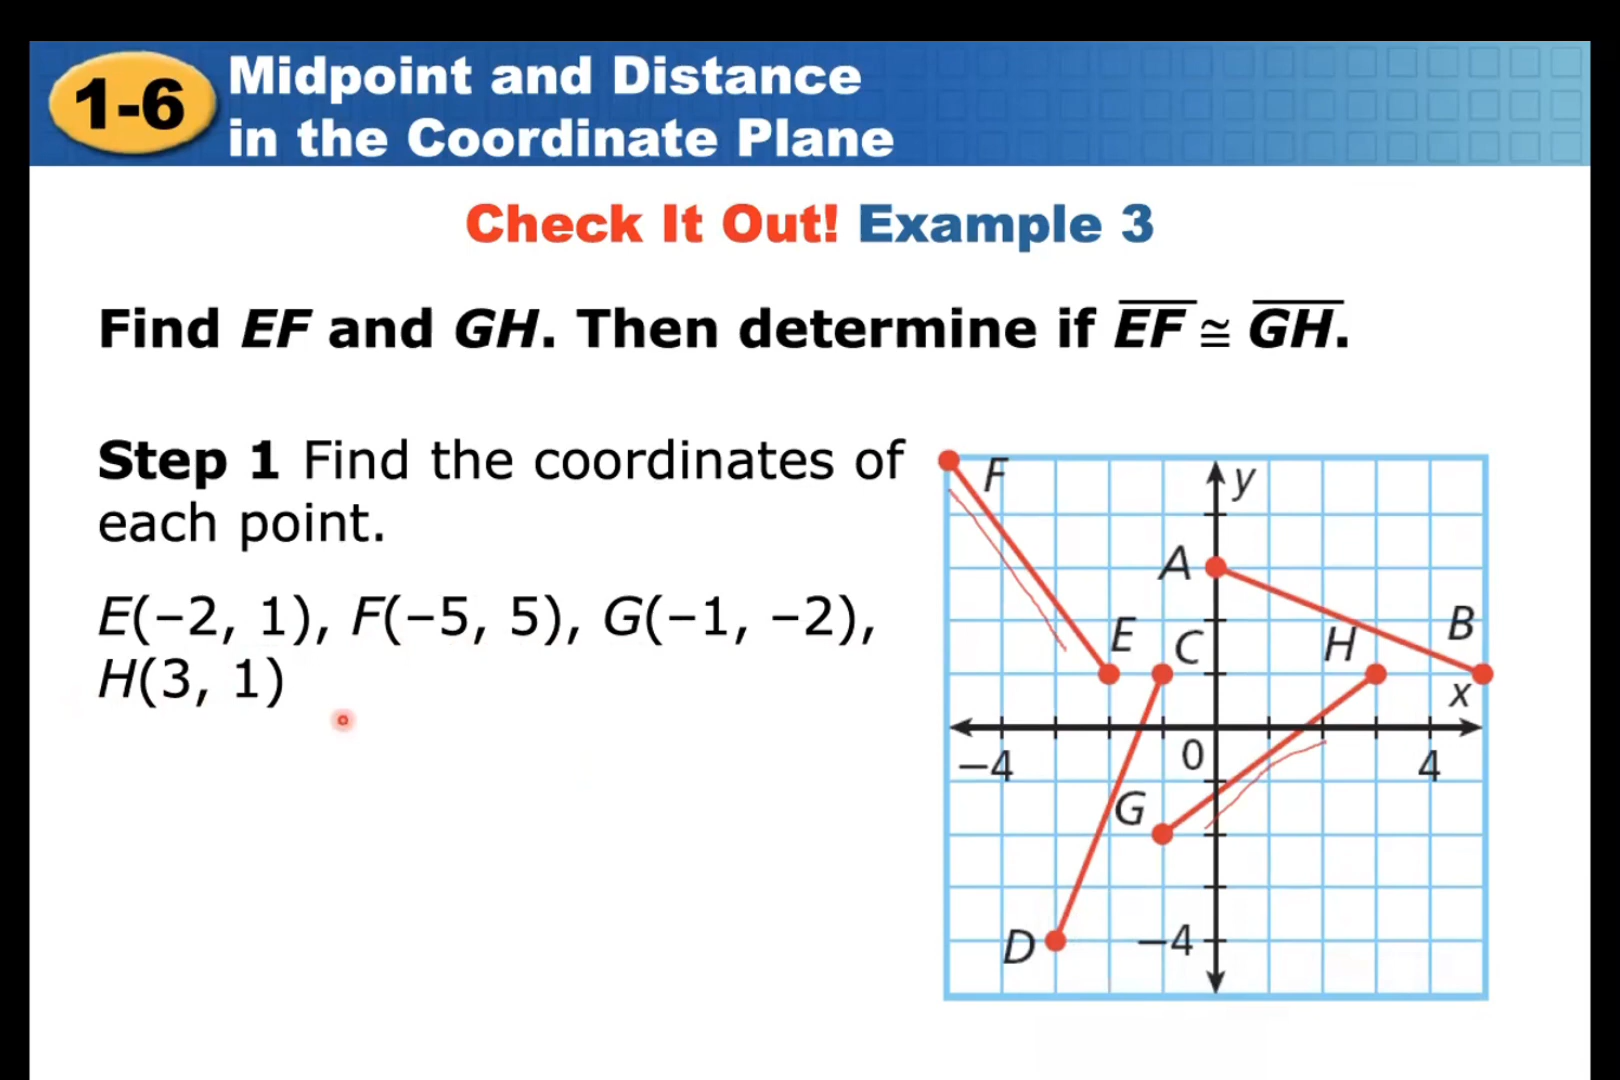 1-6
Midpoint and Distance
in the Coordinate Plane
Check It Out! Example 3
Find EF and GH. Then determine if E̅F̅ ≅ G̅H̅.
Step 1 Find the coordinates of
each point.
E(–2, 1), F(–5, 5), G(–1, –2),
H(3, 1)
F
y
A
B
E
C
H
x
–4
0
4
G
D
–4